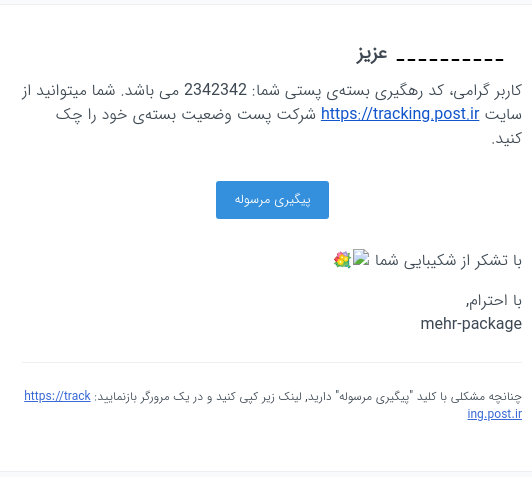 __________ عزیز
کاربر گرامی، کد رهگیری بسته‌ی پستی شما: 2342342 می باشد. شما میتوانید از
سایت https://tracking.post.ir شرکت پست وضعیت بسته‌ی خود را چک
کنید.
پیگیری مرسوله
با تشکر از شکیبایی شما
با احترام,
mehr-package
چنانچه مشکلی با کلید "پیگیری مرسوله" دارید, لینک زیر کپی کنید و در یک مرورگر بازنمایید: https://track
ing.post.ir